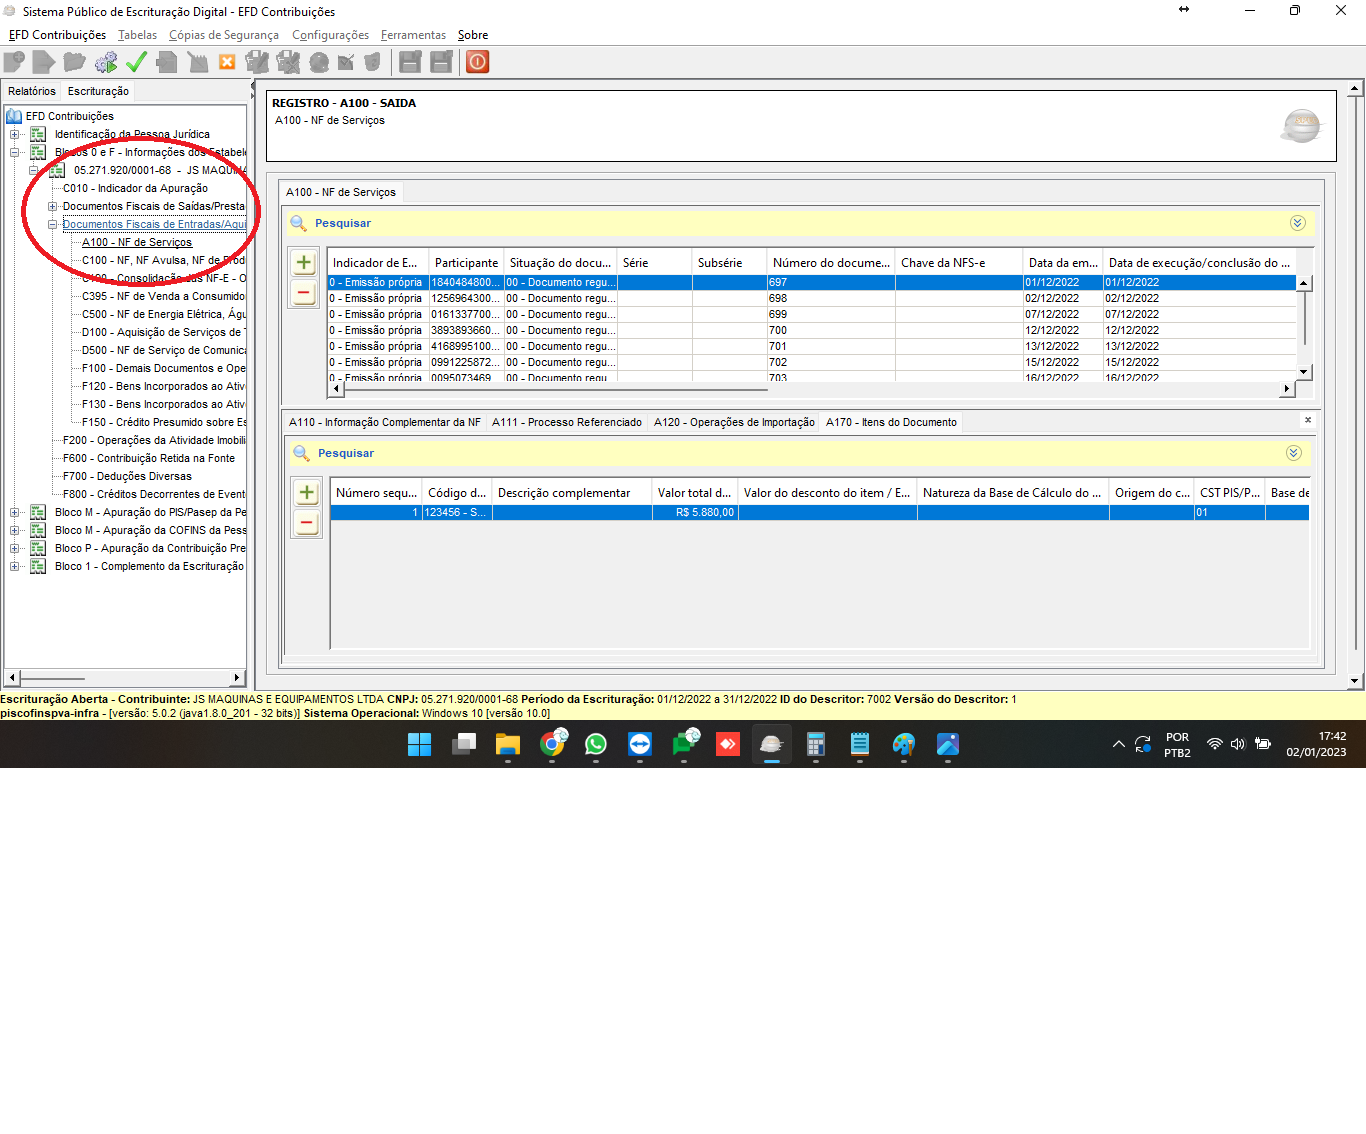 Sistema Público de Escrituração Digital - EFD Contribuições
EFD Contribuições Tabelas Cópias de Segurança Configurações Ferramentas Sobre
Relatórios Escrituração
EFD Contribuições
Identificação da Pessoa Jurídica
Blocos 0 e F - Informações dos Estabele
05.271.920/0001-68 - JS MAQUINA
C010 - Indicador da Apuração
Documentos Fiscais de Saídas/Presta
Documentos Fiscais de Entradas/Aqui
A100 - NF de Serviços
C100 - NF, NF Avulsa, NF de Prod
C190 - Consolidação das NF-E - O
C395 - NF de Venda a Consumido
C500 - NF de Energia Elétrica, Águ
D100 - Aquisição de Serviços de T
D500 - NF de Serviço de Comunica
F100 - Demais Documentos e Ope
F120 - Bens Incorporados ao Ativ
F130 - Bens Incorporados ao Ativ
F150 - Crédito Presumido sobre Es
F200 - Operações da Atividade Imobili
F600 - Contribuição Retida na Fonte
F700 - Deduções Diversas
F800 - Créditos Decorrentes de Event
Bloco M - Apuração do PIS/Pasep da Pe
Bloco M - Apuração da COFINS da Pess
Bloco P - Apuração da Contribuição Pre
Bloco 1 - Complemento da Escrituração
REGISTRO - A100 - SAIDA
A100 - NF de Serviços
A100 - NF de Serviços
Pesquisar
Indicador de E... Participante Situação do docu... Série Subsérie Número do docume... Chave da NFS-e Data da em... Data de execução/conclusão do ...
0 - Emissão própria 1840484800... 00 - Documento regu... 697 01/12/2022 01/12/2022
0 - Emissão própria 1256964300... 00 - Documento regu... 698 02/12/2022 02/12/2022
0 - Emissão própria 0161337700... 00 - Documento regu... 699 07/12/2022 07/12/2022
0 - Emissão própria 3893893660... 00 - Documento regu... 700 12/12/2022 12/12/2022
0 - Emissão própria 4168995100... 00 - Documento regu... 701 13/12/2022 13/12/2022
0 - Emissão própria 0991225872... 00 - Documento regu... 702 15/12/2022 15/12/2022
0 - Emissão própria 0095073469 00 - Documento regu 703 16/12/2022 16/12/2022
A110 - Informação Complementar da NF A111 - Processo Referenciado A120 - Operações de Importação A170 - Itens do Documento
Pesquisar
Número sequ... Código d... Descrição complementar Valor total d... Valor do desconto do item / E... Natureza da Base de Cálculo do ... Origem do c... CST PIS/P... Base de
1 123456 - S... R$ 5.880,00 01
Escrituração Aberta - Contribuinte: JS MAQUINAS E EQUIPAMENTOS LTDA CNPJ: 05.271.920/0001-68 Período da Escrituração: 01/12/2022 a 31/12/2022 ID do Descritor: 7002 Versão do Descritor: 1
piscofinspva-infra - [versão: 5.0.2 (java1.8.0_201 - 32 bits)] Sistema Operacional: Windows 10 [versão 10.0]
POR
PTB2
17:42
02/01/2023